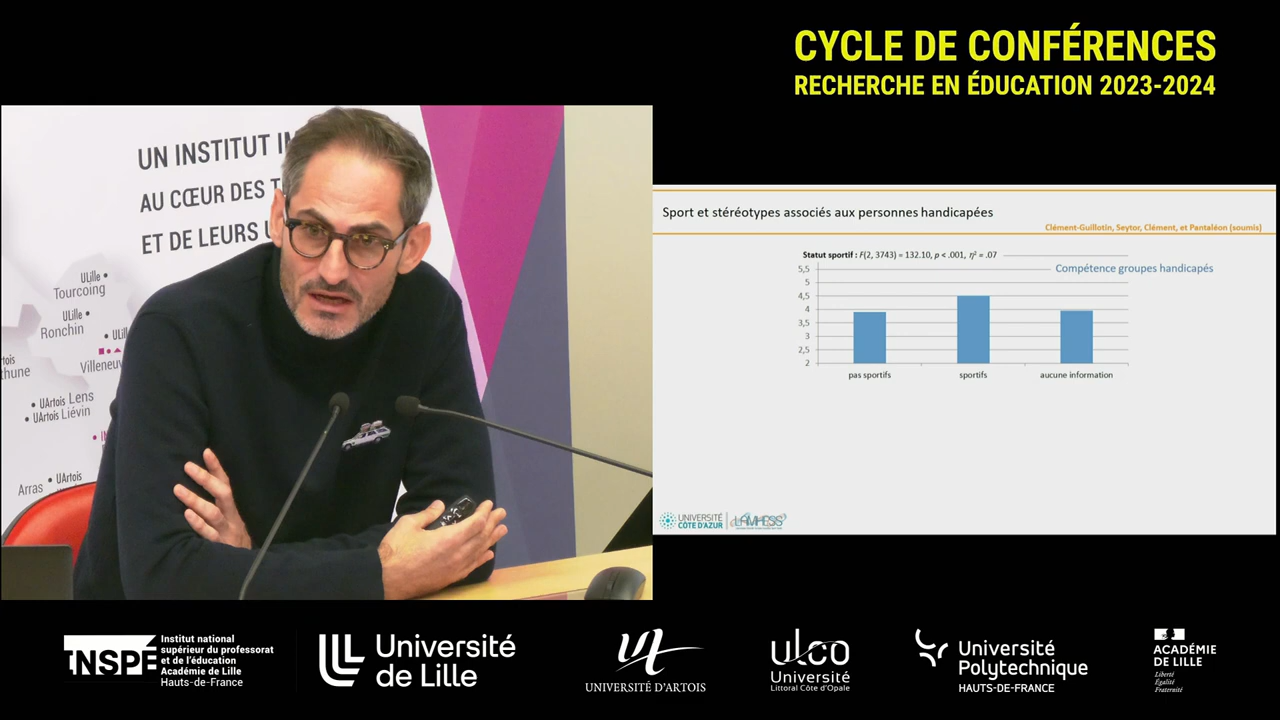 CYCLE DE CONFÉRENCES
RECHERCHE EN ÉDUCATION 2023-2024
UN INSTITUT
AU CŒUR DES
ET DE LEURS
ULille
Tourcoing
ULille
Ronchin
Villeneuv
UArtois Lens
UArtois Liévin
Arras UArtois
Sport et stéréotypes associés aux personnes handicapées
Clément-Guillotin, Seytor, Clément, et Pantaléon (soumis)
Statut sportif : F(2, 3743) = 132.10, p < .001, η² = .07
Compétence groupes handicapés
5,5
5
4,5
4
3,5
3
2,5
2
pas sportifs sportifs aucune information
UNIVERSITÉ
CÔTE D'AZUR
LAMHESS
INSPÉ
Institut national
supérieur du professorat
et de l'éducation
Académie de Lille
Hauts-de-France
Université
de Lille
UA
UNIVERSITÉ D'ARTOIS
ulco
Université
Littoral Côte d'Opale
Université
Polytechnique
HAUTS-DE-FRANCE
ACADÉMIE
DE LILLE
Liberté
Égalité
Fraternité